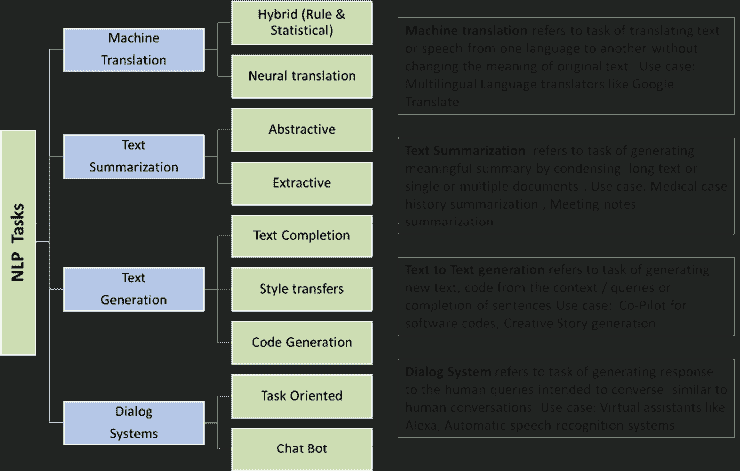 NLP Tasks
Machine
Translation
Hybrid (Rule &
Statistical)
Neural translation
Machine translation refers to task of translating text
or speech from one language to another without
changing the meaning of original text . Use case:
Multilingual Language translators like Google
Translate
Text
Summarization
Abstractive
Extractive
Text Summarization refers to task of generating
meaningful summary by condensing long text or
single or multiple documents . Use case. Medical case
history summarization , Meeting notes
summarization
Text
Generation
Text Completion
Style transfers
Code Generation
Text to Text generation refers to task of generating
new text, code from the context / queries or
completion of sentences Use case: Co-Pilot for
software codes, Creative Story generation
Dialog
Systems
Task Oriented
Chat Bot
Dialog System refers to task of generating response
to the human queries intended to converse similar to
human conversations Use case Virtual assistants like
Alexa Automatic speech recognition systems